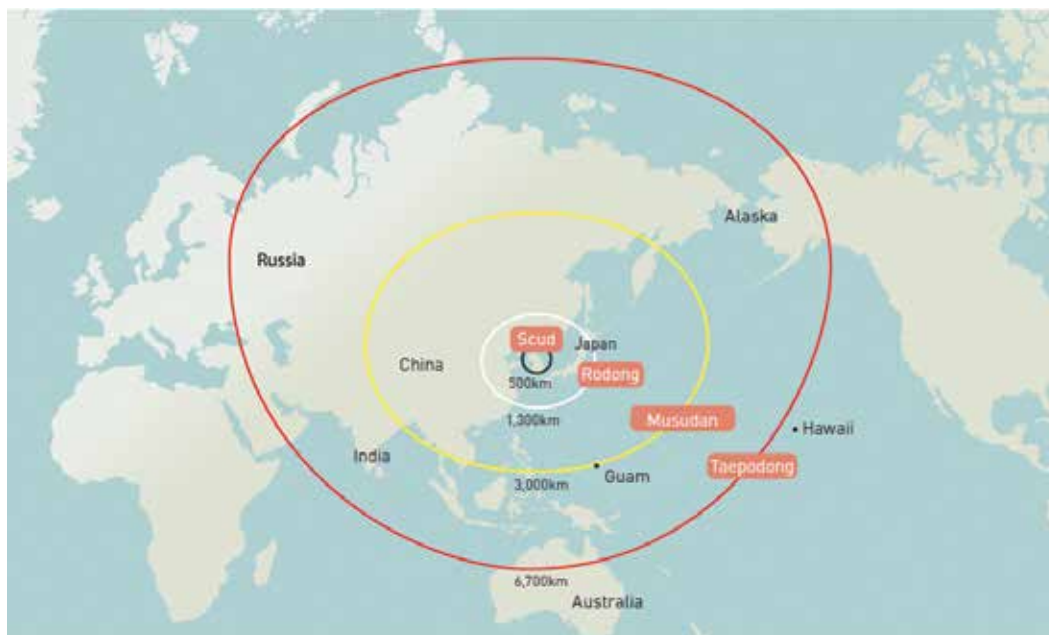 Alaska
Russia
Scud
Japan
China
Rodong
500km
1,300km
Musudan
Hawaii
India
Taepodong
Guam
3,000km
6,700km
Australia